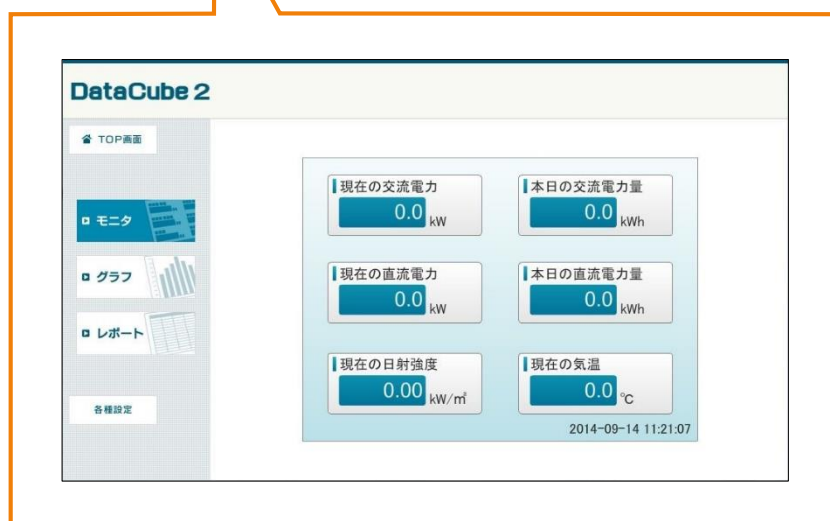 DataCube 2
TOP画面
モニタ
グラフ
レポート
各種設定
現在の交流電力
0.0 kW
本日の交流電力量
0.0 kWh
現在の直流電力
0.0 kW
本日の直流電力量
0.0 kWh
現在の日射強度
0.00 kW/㎡
現在の気温
0.0 ℃
2014-09-14 11:21:07